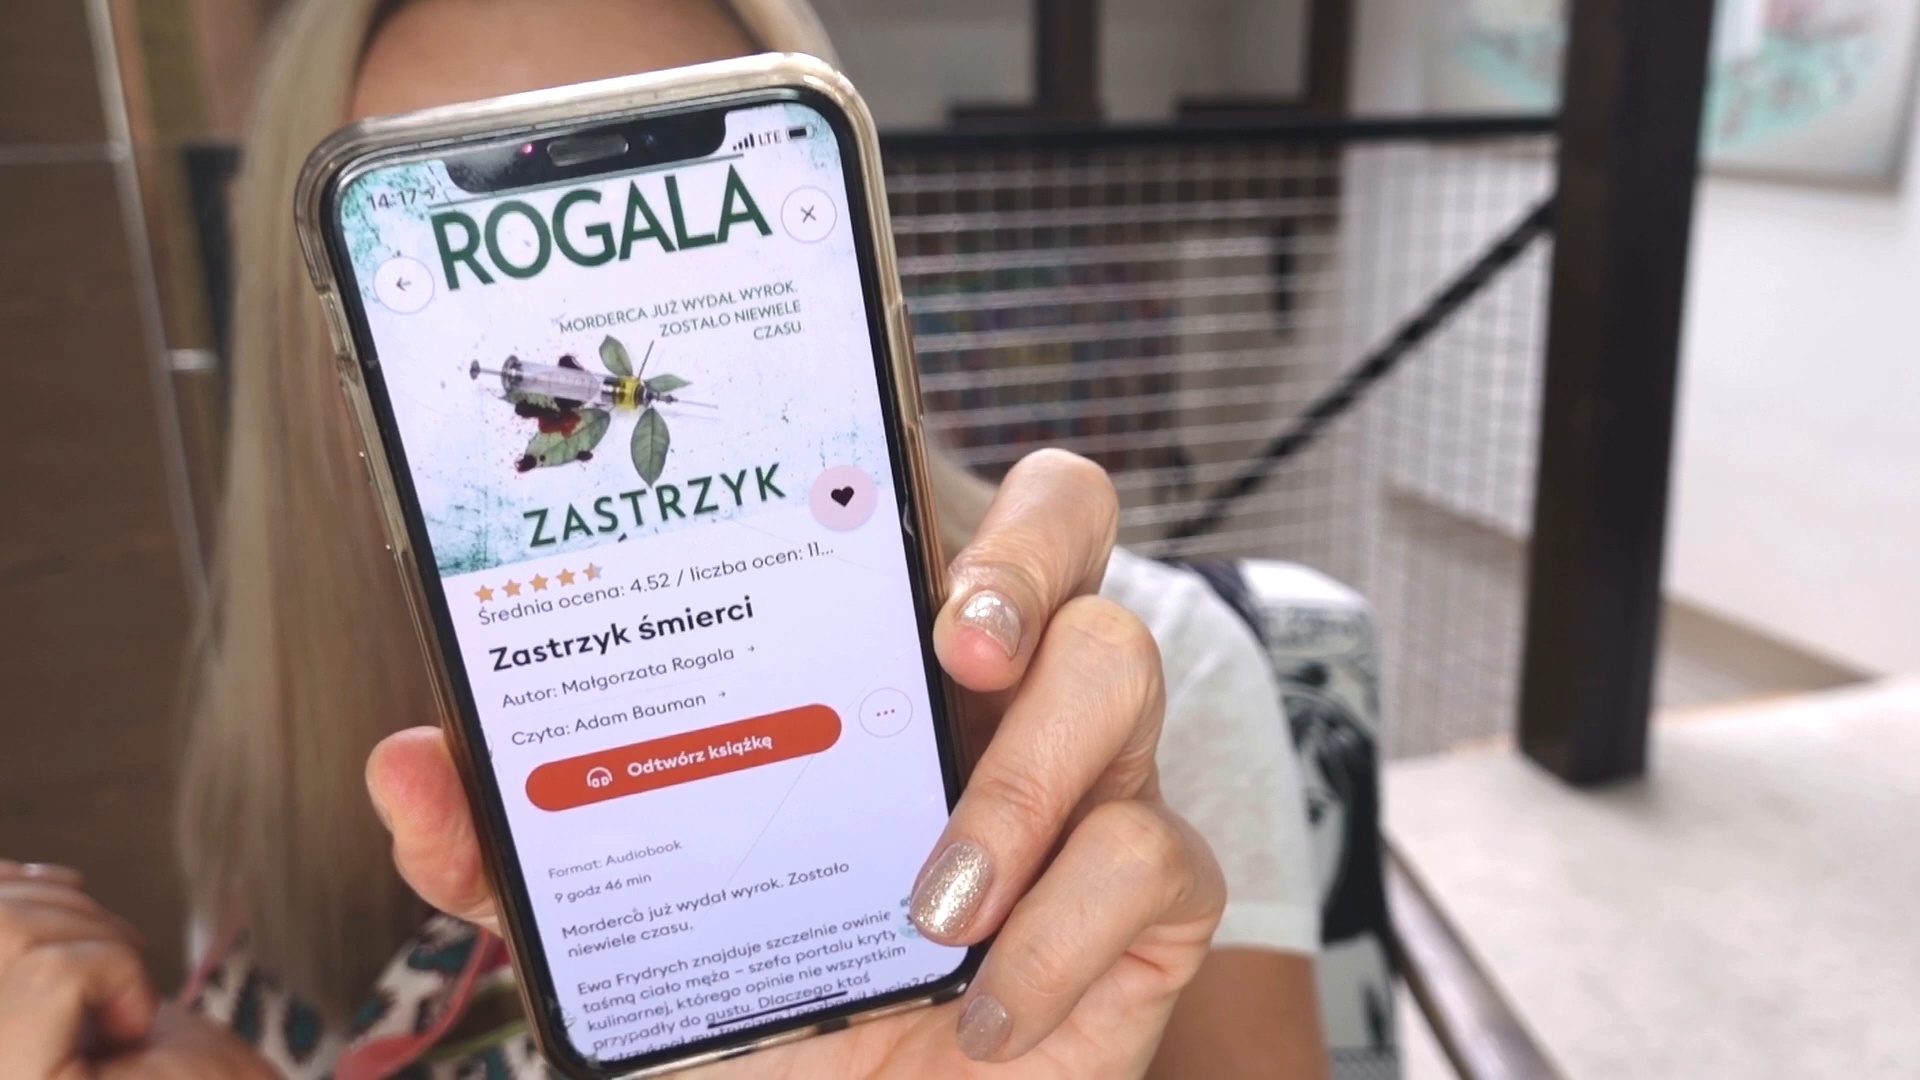 14:17
LTE
ROGALA
MORDERCA JUŻ WYDAŁ WYROK.
ZOSTAŁO NIEWIELE
CZASU.
ZASTRZYK
Średnia ocena: 4.52 / liczba ocen: 11...
Zastrzyk śmierci
Autor: Małgorzata Rogala
Czyta: Adam Bauman
Odtwórz książkę
Format: Audiobook
9 godz 46 min
Morderca już wydał wyrok. Zostało
niewiele czasu.
Ewa Frydrych znajduje szczelnie owinię
taśmą ciało męża – szefa portalu kryty
kulinarnej, którego opinie nie wszystkim
przypadły do gustu. Dlaczego ktoś